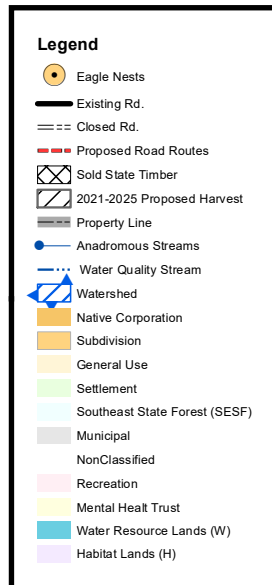 Legend
Eagle Nests
Existing Rd.
Closed Rd.
Proposed Road Routes
Sold State Timber
2021-2025 Proposed Harvest
Property Line
Anadromous Streams
Water Quality Stream
Watershed
Native Corporation
Subdivision
General Use
Settlement
Southeast State Forest (SESF)
Municipal
NonClassified
Recreation
Mental Healt Trust
Water Resource Lands (W)
Habitat Lands (H)